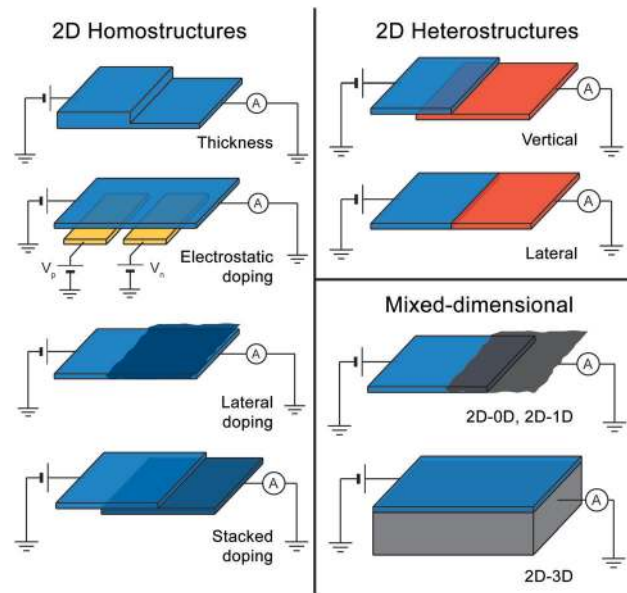 2D Homostructures
A
Thickness
A
Electrostatic
doping
Vp
Vn
A
Lateral
doping
A
Stacked
doping
2D Heterostructures
A
Vertical
A
Lateral
Mixed-dimensional
A
2D-0D, 2D-1D
A
2D-3D